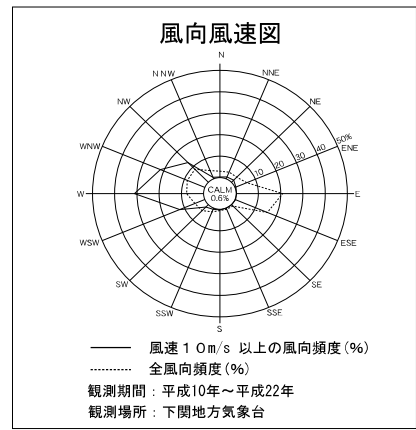 風向風速図
N
NNW
NNE
NW
NE
WNW
ENE
50%
40
30
20
10
CALM
0.6%
W
E
WSW
ESE
SW
SE
SSW
SSE
S
風速10m/s 以上の風向頻度(%)
全風向頻度(%)
観測期間:平成10年～平成22年
観測場所:下関地方気象台